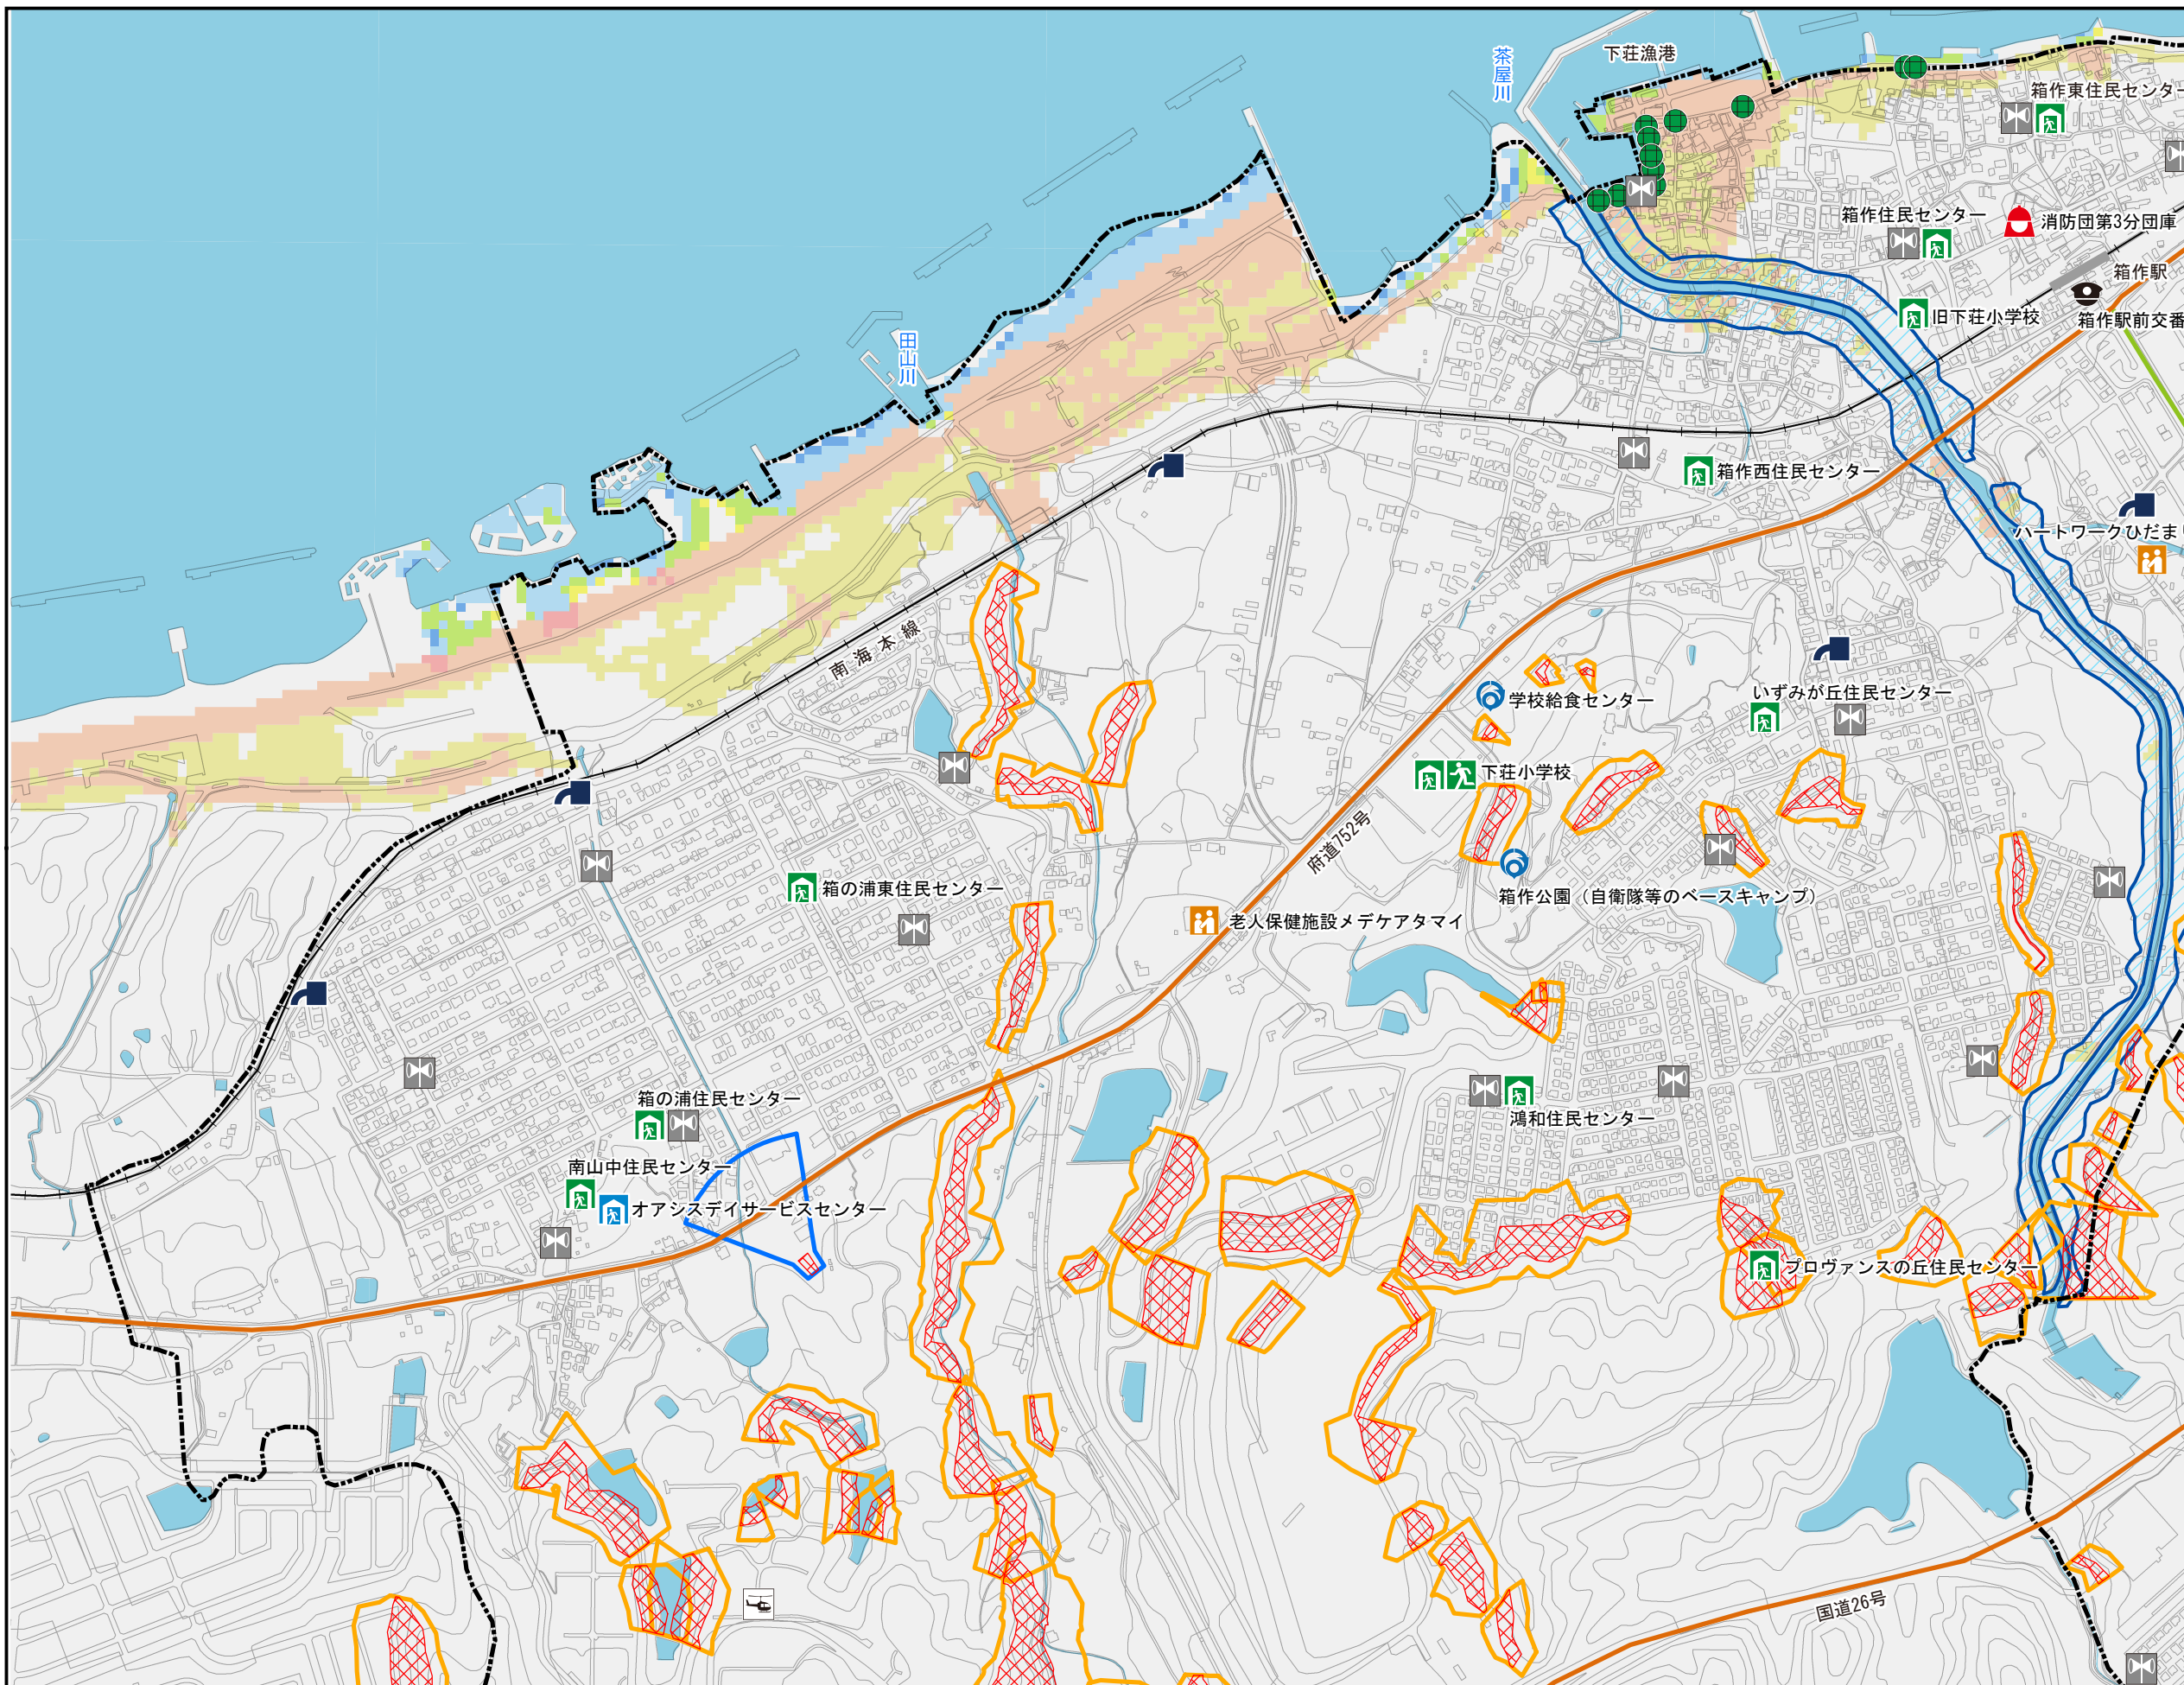 下荘漁港
茶屋川
箱作東住民センター
箱作住民センター
消防団第3分団庫
箱作駅
旧下荘小学校
箱作駅前交番
田山川
箱作西住民センター
ハートワークひだま
南海本線
いずみが丘住民センター
学校給食センター
下荘小学校
府道752号
箱の浦東住民センター
箱作公園（自衛隊等のベースキャンプ）
老人保健施設メデケアタマイ
箱の浦住民センター
鴻和住民センター
南山中住民センター
オアシスデイサービスセンター
プロヴァンスの丘住民センター
国道26号